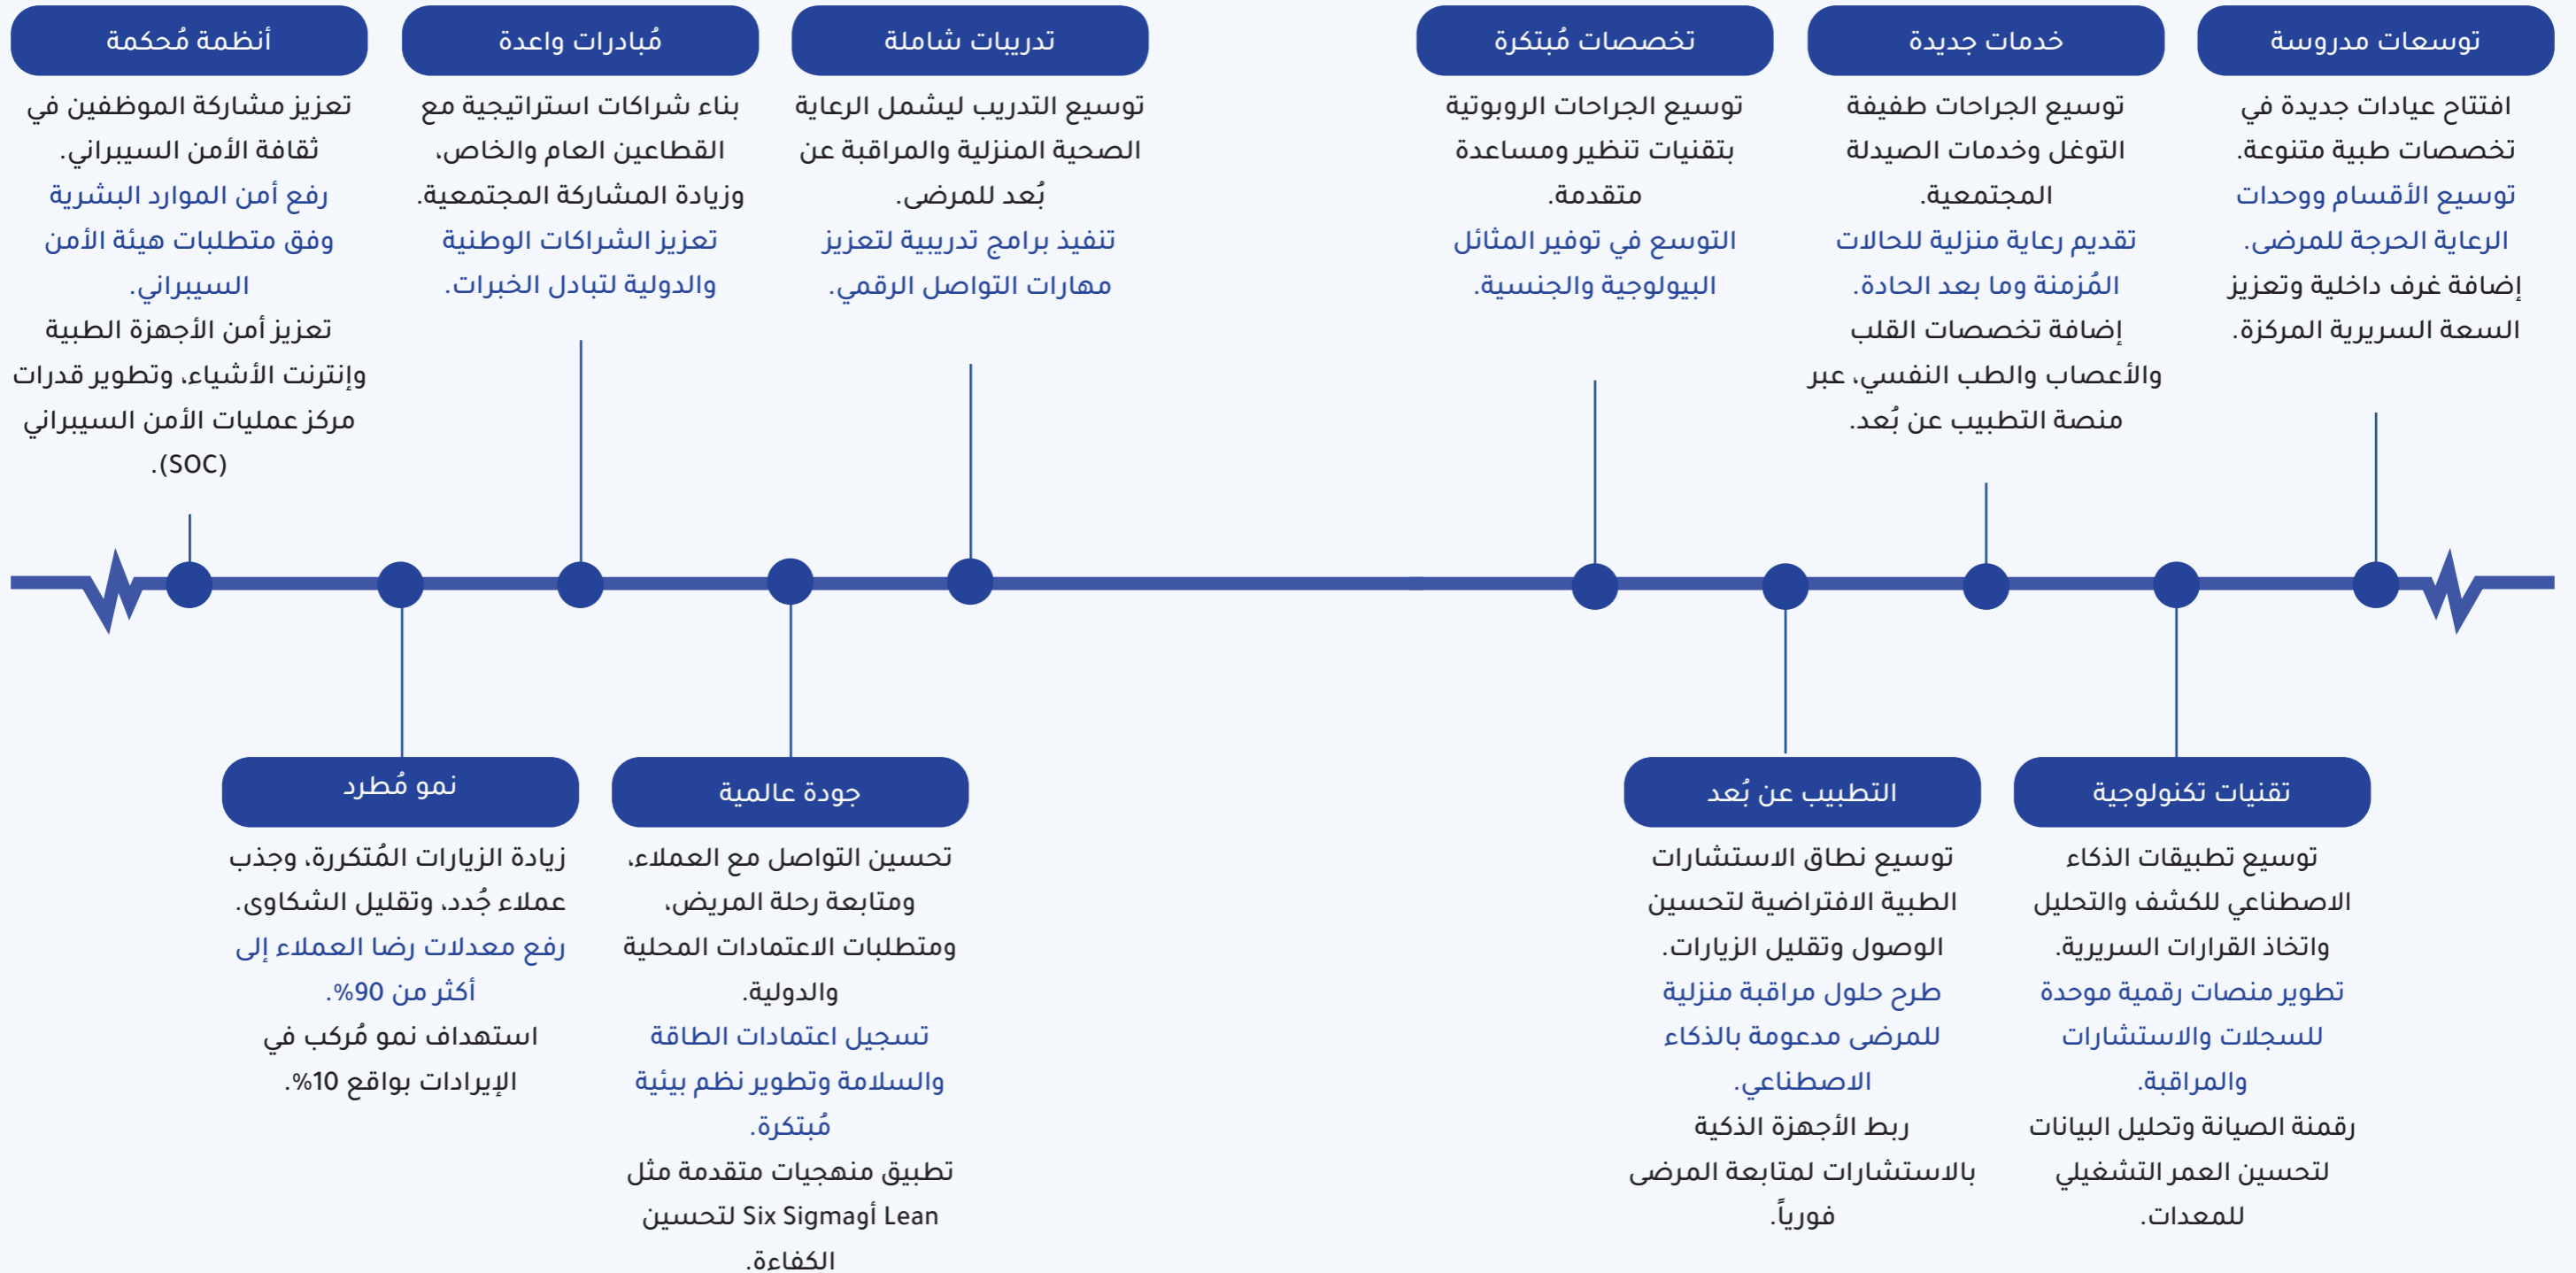 توسعات مدروسة
افتتاح عيادات جديدة في
تخصصات طبية متنوعة.
توسيع الأقسام ووحدات
الرعاية الحرجة للمرضى.
إضافة غرف داخلية وتعزيز
السعة السريرية المركزة.
تقنيات تكنولوجية
توسيع تطبيقات الذكاء
الاصطناعي للكشف والتحليل
واتخاذ القرارات السريرية.
تطوير منصات رقمية موحدة
للسجلات والاستشارات
والمراقبة.
رقمنة الصيانة وتحليل البيانات
لتحسين العمر التشغيلي
للمعدات.
خدمات جديدة
توسيع الجراحات طفيفة
التوغل وخدمات الصيدلة
المجتمعية.
تقديم رعاية منزلية للحالات
المُزمنة وما بعد الحادة.
إضافة تخصصات القلب
والأعصاب والطب النفسي، عبر
منصة التطبيب عن بُعد.
التطبيب عن بُعد
توسيع نطاق الاستشارات
الطبية الافتراضية لتحسين
الوصول وتقليل الزيارات.
طرح حلول مراقبة منزلية
للمرضى مدعومة بالذكاء
الاصطناعي.
ربط الأجهزة الذكية
بالاستشارات لمتابعة المرضى
فورياً.
تخصصات مُبتكرة
توسيع الجراحات الروبوتية
بتقنيات تنظير ومساعدة
متقدمة.
التوسع في توفير المثائل
البيولوجية والجنسية.
تدريبات شاملة
توسيع التدريب ليشمل الرعاية
الصحية المنزلية والمراقبة عن
بُعد للمرضى.
تنفيذ برامج تدريبية لتعزيز
مهارات التواصل الرقمي.
جودة عالمية
تحسين التواصل مع العملاء،
ومتابعة رحلة المريض،
ومتطلبات الاعتمادات المحلية
والدولية.
تسجيل اعتمادات الطاقة
والسلامة وتطوير نظم بيئية
مُبتكرة.
تطبيق منهجيات متقدمة مثل
Lean أوSix Sigma لتحسين
الكفاءة.
مُبادرات واعدة
بناء شراكات استراتيجية مع
القطاعين العام والخاص،
وزيادة المشاركة المجتمعية.
تعزيز الشراكات الوطنية
والدولية لتبادل الخبرات.
نمو مُطرد
زيادة الزيارات المُتكررة، وجذب
عملاء جُدد، وتقليل الشكاوى.
رفع معدلات رضا العملاء إلى
أكثر من 90%.
استهداف نمو مُركب في
الإيرادات بواقع 10%.
أنظمة مُحكمة
تعزيز مشاركة الموظفين في
ثقافة الأمن السيبراني.
رفع أمن الموارد البشرية
وفق متطلبات هيئة الأمن
السيبراني.
تعزيز أمن الأجهزة الطبية
وإنترنت الأشياء، وتطوير قدرات
مركز عمليات الأمن السيبراني
(SOC).